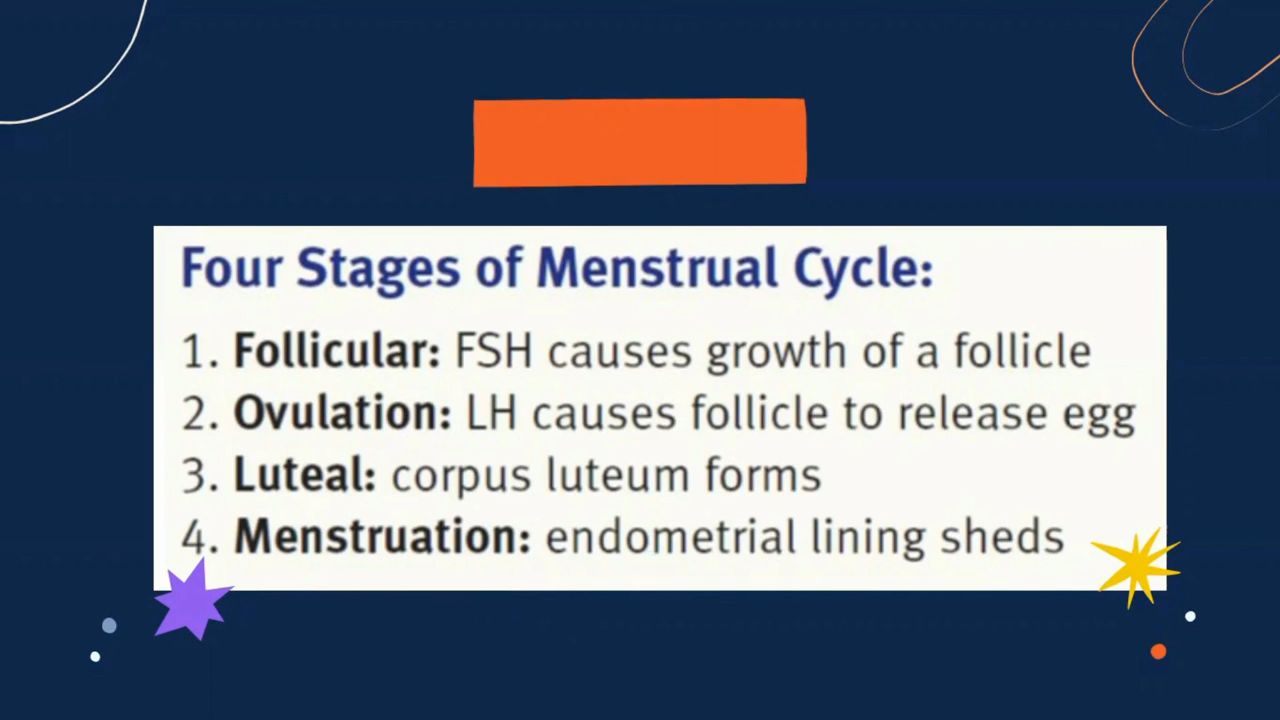 Four Stages of Menstrual Cycle:
1. Follicular: FSH causes growth of a follicle
2. Ovulation: LH causes follicle to release egg
3. Luteal: corpus luteum forms
4. Menstruation: endometrial lining sheds